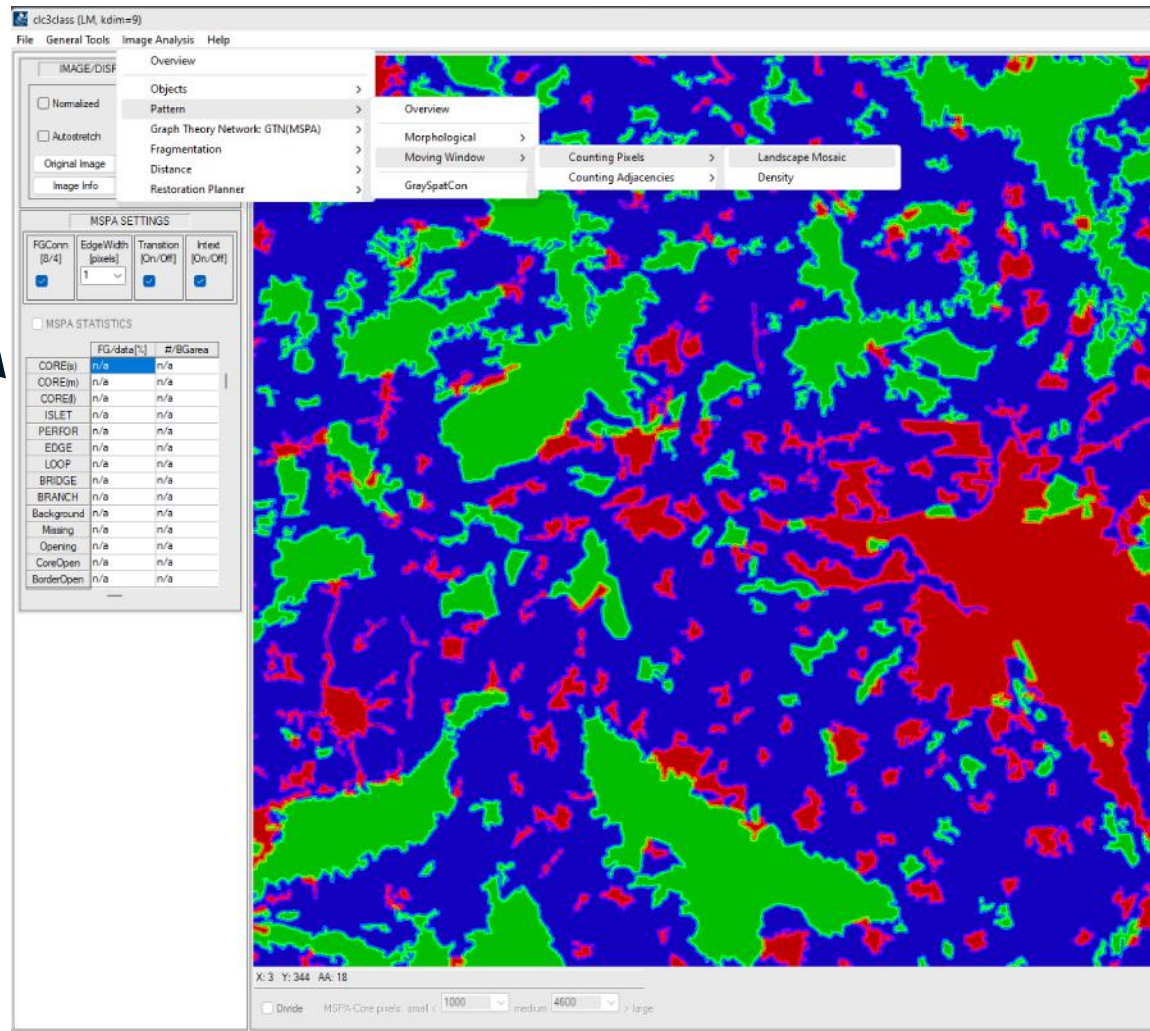 clc3class (LM, kdim=9)
File General Tools Image Analysis Help
IMAGE/DISP
Normalized
Autostretch
Original Image
Image Info
Overview
Objects >
Pattern >
Graph Theory Network: GTN(MSPA) >
Fragmentation >
Distance >
Restoration Planner >
Overview
Morphological >
Moving Window >
GraySpatCon
Counting Pixels >
Counting Adjacencies >
Landscape Mosaic
Density
MSPA SETTINGS
FGConn EdgeWidth Transition Intext
[8/4] [pixels] [On/Off] [On/Off]
1
MSPA STATISTICS
FG/data[%] #/BGarea
CORE(s) n/a n/a
CORE(m) n/a n/a
CORE(l) n/a n/a
ISLET n/a n/a
PERFOR n/a n/a
EDGE n/a n/a
LOOP n/a n/a
BRIDGE n/a n/a
BRANCH n/a n/a
Background n/a n/a
Missing n/a n/a
Opening n/a n/a
CoreOpen n/a n/a
BorderOpen n/a n/a
X: 3 Y: 344 AA: 18
Divide MSPA-Core pixels: small < 1000 medium 4600 > large